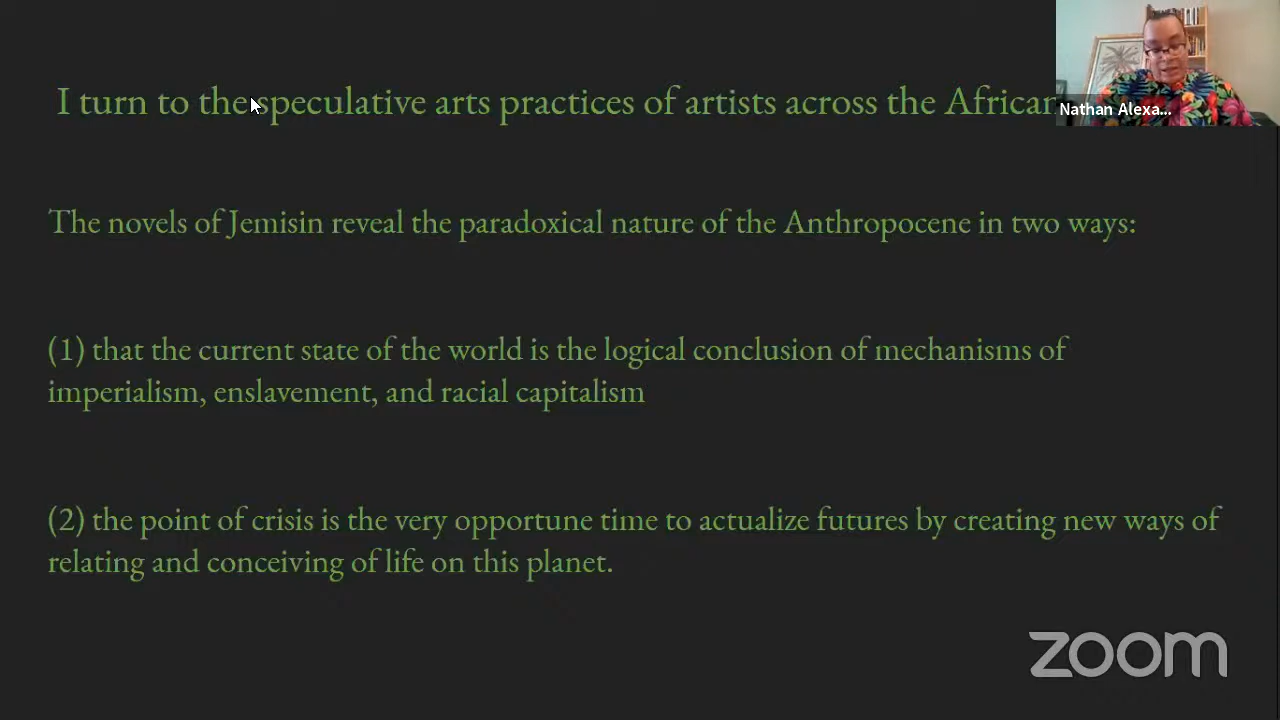 I turn to the speculative arts practices of artists across the African
Nathan Alexa...
The novels of Jemisin reveal the paradoxical nature of the Anthropocene in two ways:
(1) that the current state of the world is the logical conclusion of mechanisms of
imperialism, enslavement, and racial capitalism
(2) the point of crisis is the very opportune time to actualize futures by creating new ways of
relating and conceiving of life on this planet.
zoom